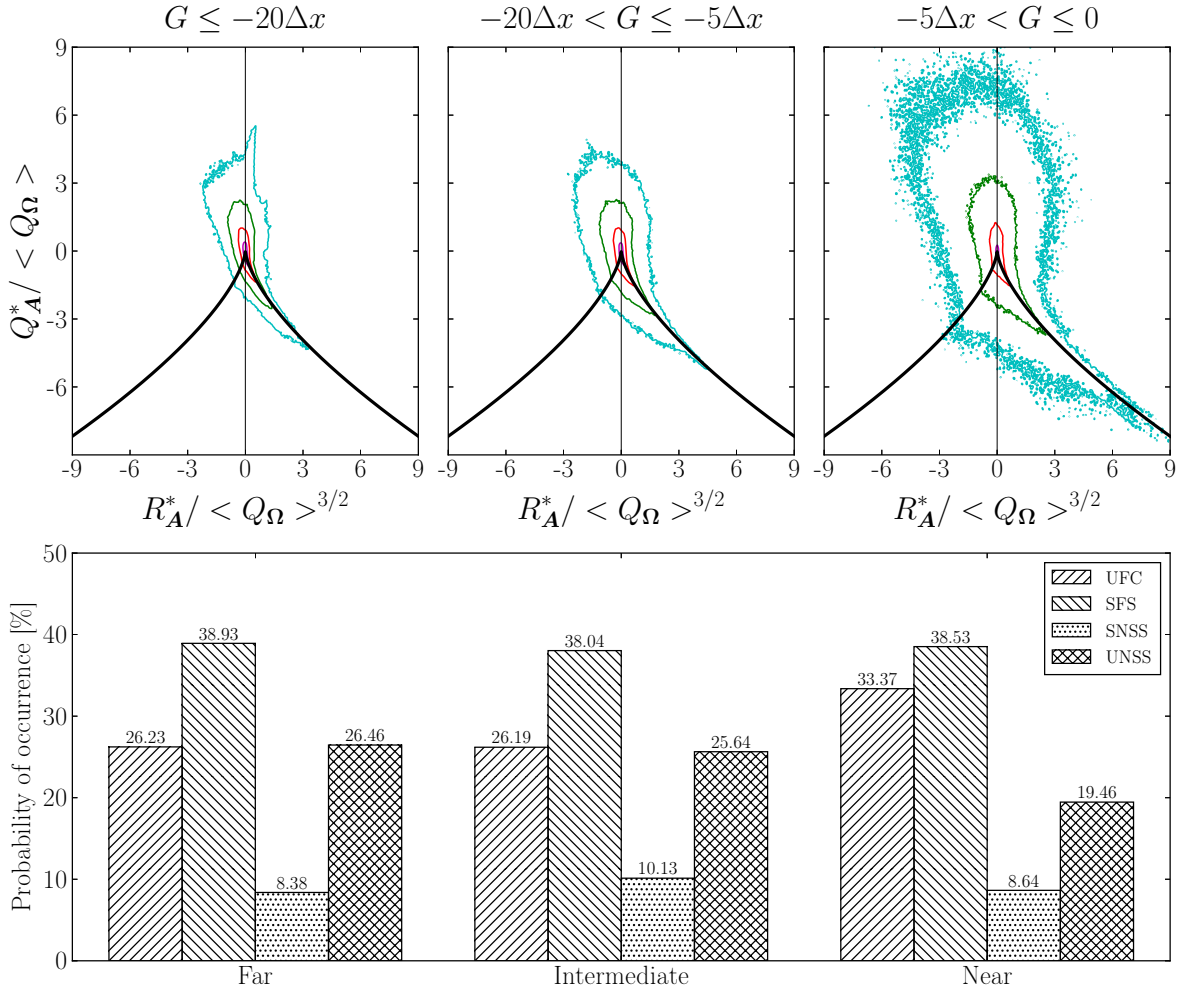 G ≤ −20Δx −20Δx < G ≤ −5Δx −5Δx < G ≤ 0
Q*_A / < Q_Ω >
9
6
3
0
-3
-6
-9 -6 -3 0 3 6 9 -9 -6 -3 0 3 6 9 -9 -6 -3 0 3 6 9
R*_A / < Q_Ω >^{3/2} R*_A / < Q_Ω >^{3/2} R*_A / < Q_Ω >^{3/2}
Probability of occurrence [%]
50
40
30
20
10
0
UFC
SFS
SNSS
UNSS
26.23 38.93 8.38 26.46
26.19 38.04 10.13 25.64
33.37 38.53 8.64 19.46
Far Intermediate Near